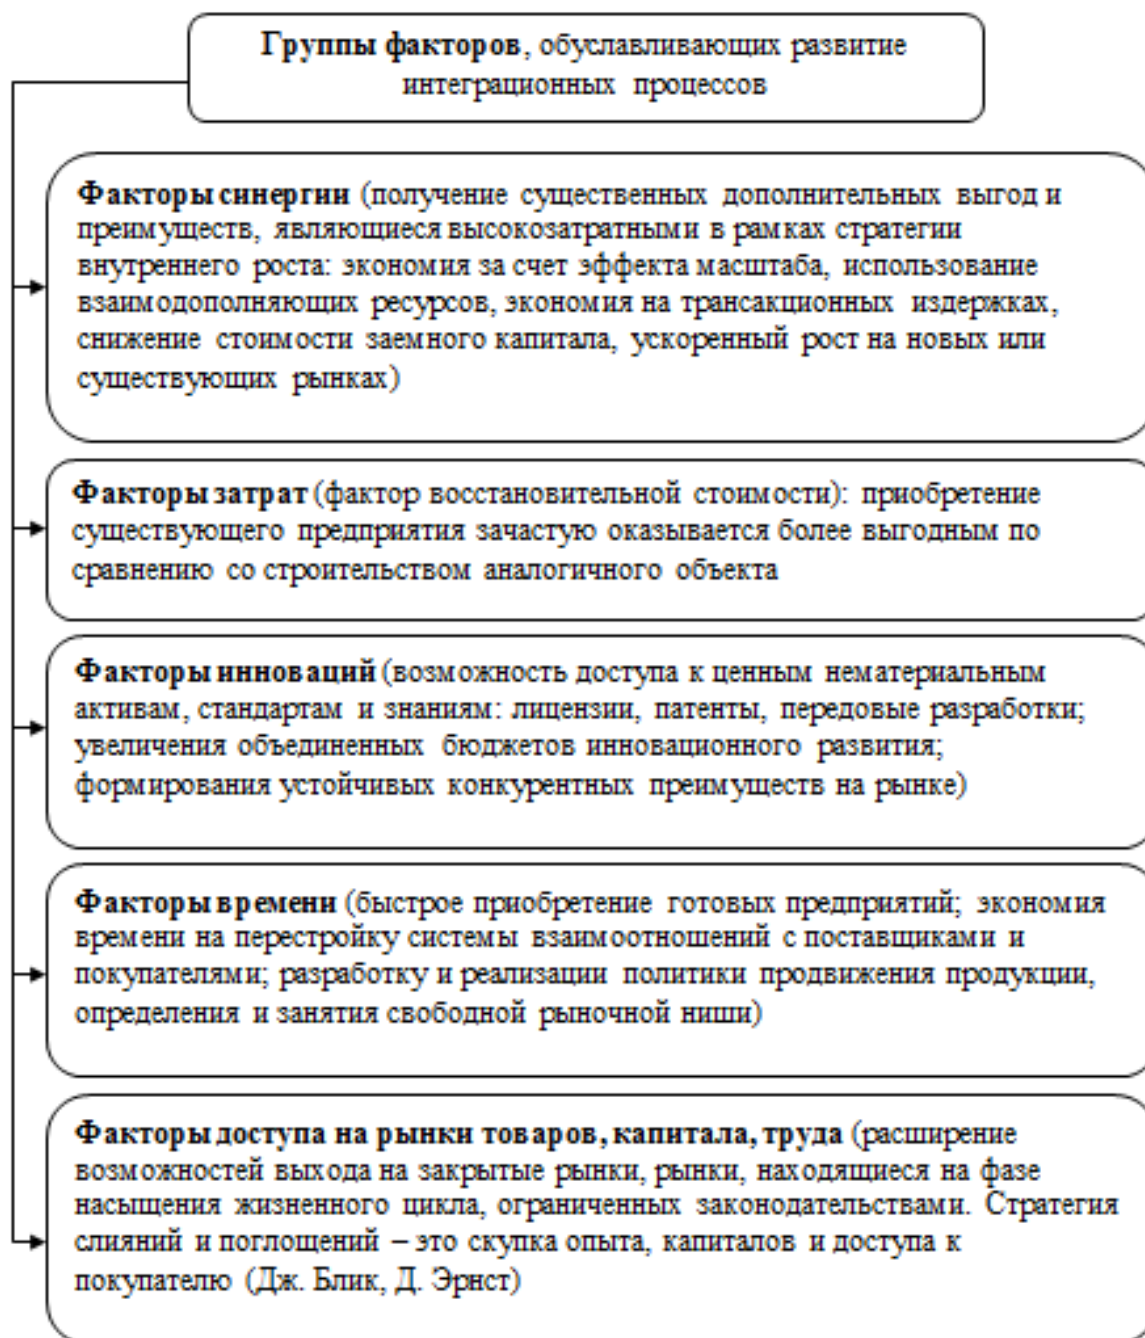 Группы факторов, обуславливающих развитие
интеграционных процессов
Факторы синергии (получение существенных дополнительных выгод и
преимуществ, являющиеся высокозатратными в рамках стратегии
внутреннего роста: экономия за счет эффекта масштаба, использование
взаимодополняющих ресурсов, экономия на трансакционных издержках,
снижение стоимости заемного капитала, ускоренный рост на новых или
существующих рынках)
Факторы затрат (фактор восстановительной стоимости): приобретение
существующего предприятия зачастую оказывается более выгодным по
сравнению со строительством аналогичного объекта
Факторы инноваций (возможность доступа к ценным нематериальным
активам, стандартам и знаниям: лицензии, патенты, передовые разработки;
увеличения объединенных бюджетов инновационного развития;
формирования устойчивых конкурентных преимуществ на рынке)
Факторы времени (быстрое приобретение готовых предприятий; экономия
времени на перестройку системы взаимоотношений с поставщиками и
покупателями; разработку и реализации политики продвижения продукции,
определения и занятия свободной рыночной ниши)
Факторы доступа на рынки товаров, капитала, труда (расширение
возможностей выхода на закрытые рынки, рынки, находящиеся на фазе
насыщения жизненного цикла, ограниченных законодательствами. Стратегия
слияний и поглощений – это скупка опыта, капиталов и доступа к
покупателю (Дж. Блик, Д. Эрнст)